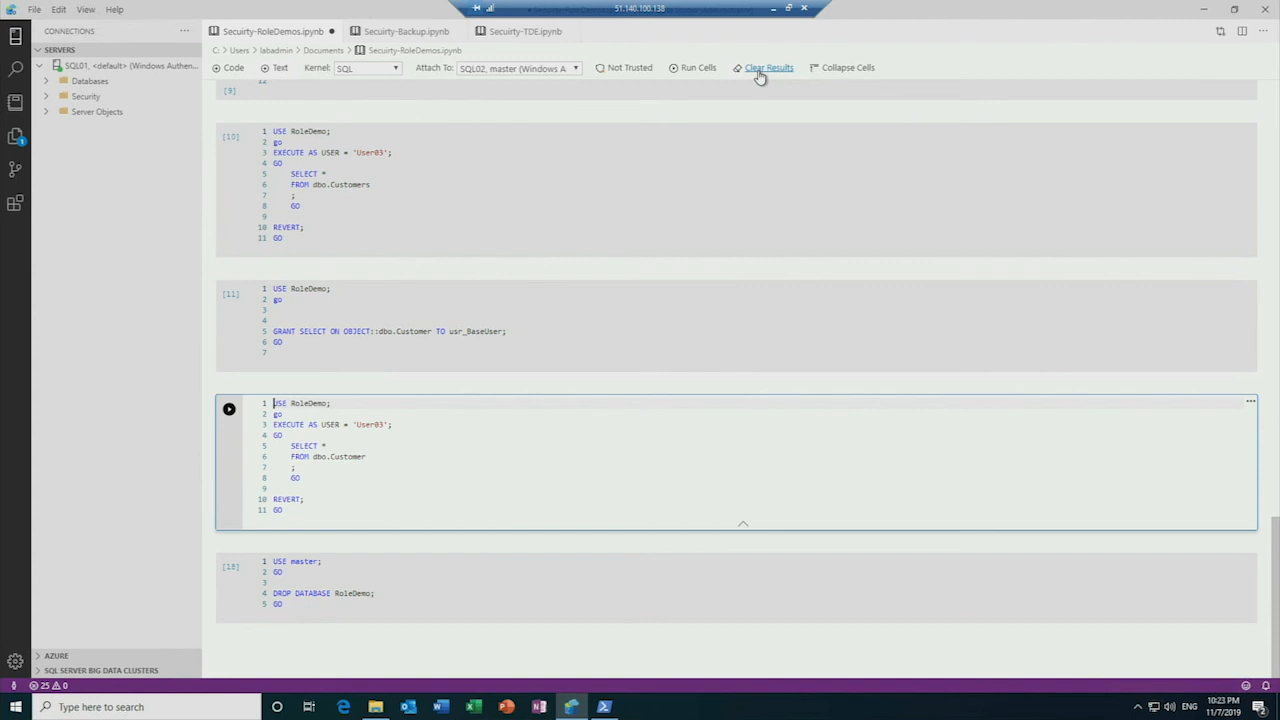 File Edit View Help
51.140.100.138
CONNECTIONS
SERVERS
SQL01, <default> (Windows Authen...
Databases
Security
Server Objects
AZURE
SQL SERVER BIG DATA CLUSTERS
Secuirty-RoleDemos.ipynb
Secuirty-Backup.ipynb
Secuirty-TDE.ipynb
C: Users labadmin Documents Secuirty-RoleDemos.ipynb
Code Text Kernel: SQL Attach To: SQL02, master (Windows A Not Trusted Run Cells Clear Results Collapse Cells
12
[9]
[10]
1 USE RoleDemo;
2 go
3 EXECUTE AS USER = 'User03';
4 GO
5 SELECT *
6 FROM dbo.Customers
7 ;
8 GO
9
10 REVERT;
11 GO
[11]
1 USE RoleDemo;
2 go
3
4
5 GRANT SELECT ON OBJECT::dbo.Customer TO usr_BaseUser;
6 GO
7
1 USE RoleDemo;
2 go
3 EXECUTE AS USER = 'User03';
4 GO
5 SELECT *
6 FROM dbo.Customer
7 ;
8 GO
9
10 REVERT;
11 GO
[18]
1 USE master;
2 GO
3
4 DROP DATABASE RoleDemo;
5 GO
25 0
Type here to search
ENG
10:23 PM
11/7/2019